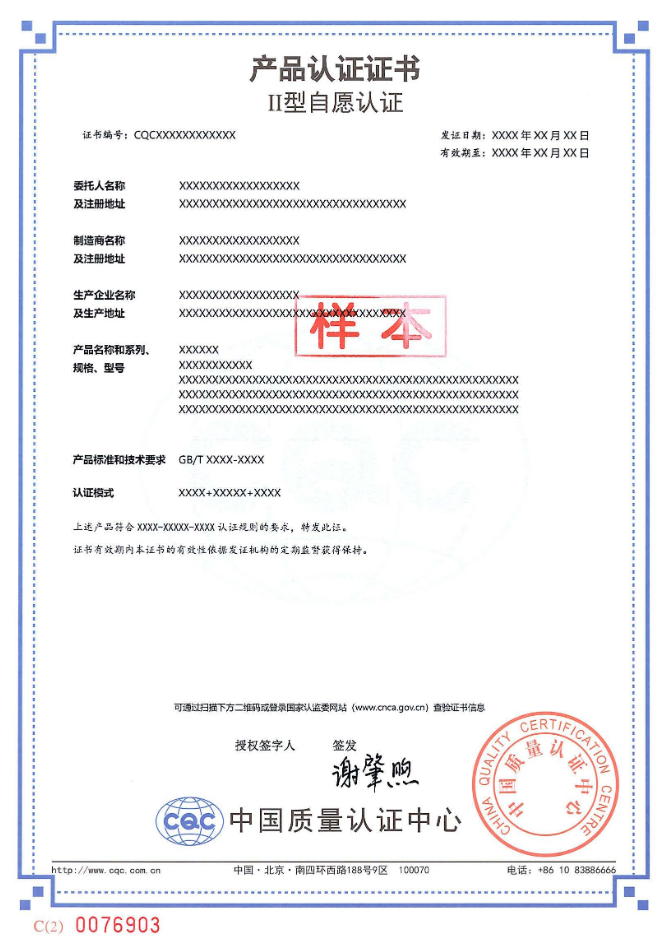 产品认证证书
II型自愿认证
证书编号：CQCXXXXXXXXXXXX
发证日期：XXXX 年 XX 月 XX 日
有效期至：XXXX 年 XX 月 XX 日
委托人名称 XXXXXXXXXXXXXXXXXX
及注册地址 XXXXXXXXXXXXXXXXXXXXXXXXXXXXXXXXXX
制造商名称 XXXXXXXXXXXXXXXXXX
及注册地址 XXXXXXXXXXXXXXXXXXXXXXXXXXXXXXXXXX
生产企业名称 XXXXXXXXXXXXXXXXXX
及生产地址 XXXXXXXXXXXXXXXXXXXXXXXXXXXXXXXXXX
样本
产品名称和系列、 XXXXXX
规格、型号 XXXXXXXXXXX
XXXXXXXXXXXXXXXXXXXXXXXXXXXXXXXXXXXXXXXXXXXXXXXXXXX
XXXXXXXXXXXXXXXXXXXXXXXXXXXXXXXXXXXXXXXXXXXXXXXXXXX
XXXXXXXXXXXXXXXXXXXXXXXXXXXXXXXXXXXXXXXXXXXXXXXXXXX
产品标准和技术要求 GB/T XXXX-XXXX
认证模式 XXXX+XXXXX+XXXX
上述产品符合 XXXX-XXXXX-XXXX 认证规则的要求，特发此证。
证书有效期内本证书的有效性依据发证机构的定期监督获得保持。
可通过扫描下方二维码或登录国家认监委网站（www.cnca.gov.cn）查验证书信息
授权签字人 签发
谢肇煦
CQC 中国质量认证中心
CHINA QUALITY CERTIFICATION CENTRE
中国质量认证中心
http://www.cqc.com.cn 中国·北京·南四环西路188号9区 100070 电话：+86 10 83886666
C(2) 0076903